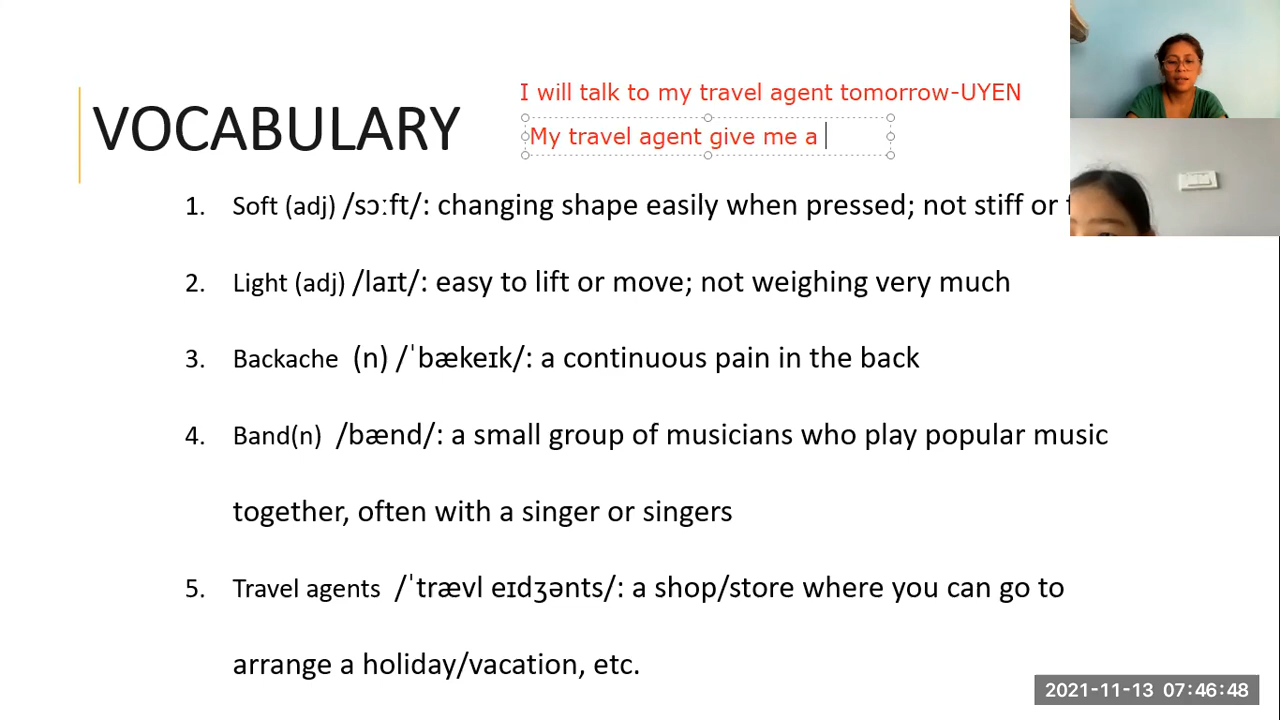 I will talk to my travel agent tomorrow-UYEN
VOCABULARY
My travel agent give me a
1. Soft (adj) /sɔːft/: changing shape easily when pressed; not stiff or
2. Light (adj) /laɪt/: easy to lift or move; not weighing very much
3. Backache (n) /ˈbækeɪk/: a continuous pain in the back
4. Band(n) /bænd/: a small group of musicians who play popular music
together, often with a singer or singers
5. Travel agents /ˈtrævl eɪdʒənts/: a shop/store where you can go to
arrange a holiday/vacation, etc.
2021-11-13 07:46:48